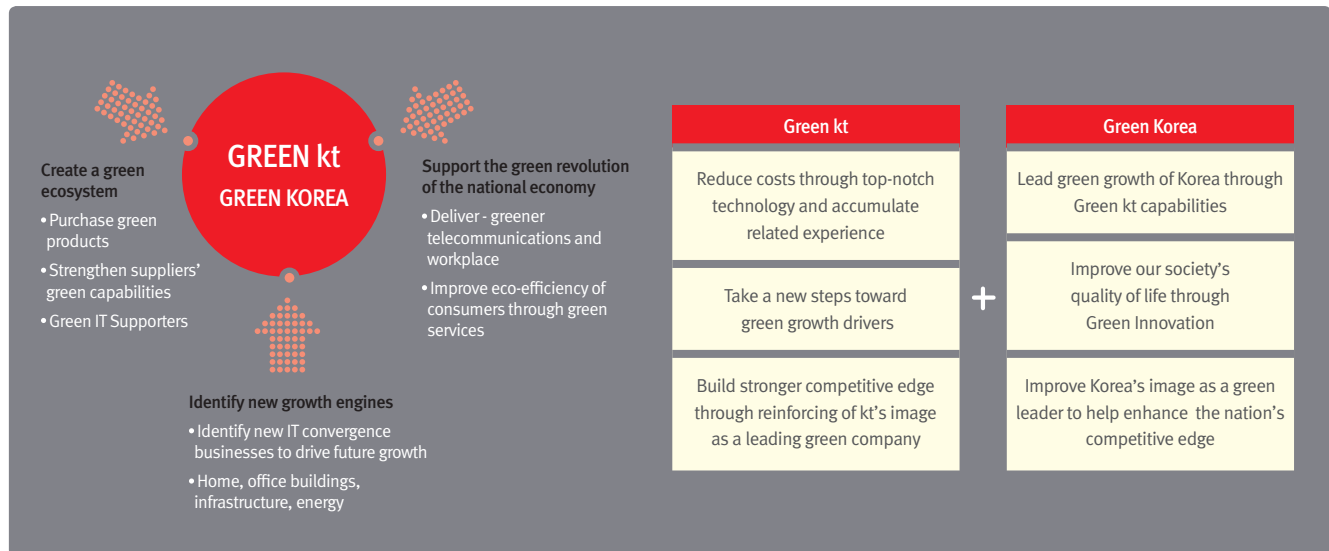 GREEN kt
GREEN KOREA
Create a green
ecosystem
• Purchase green
products
• Strengthen suppliers'
green capabilities
• Green IT Supporters
Support the green revolution
of the national economy
• Deliver - greener
telecommunications and
workplace
• Improve eco-efficiency of
consumers through green
services
Identify new growth engines
• Identify new IT convergence
businesses to drive future growth
• Home, office buildings,
infrastructure, energy
Green kt
Reduce costs through top-notch
technology and accumulate
related experience
Take a new steps toward
green growth drivers
Build stronger competitive edge
through reinforcing of kt's image
as a leading green company
+
Green Korea
Lead green growth of Korea through
Green kt capabilities
Improve our society's
quality of life through
Green Innovation
Improve Korea's image as a green
leader to help enhance the nation's
competitive edge